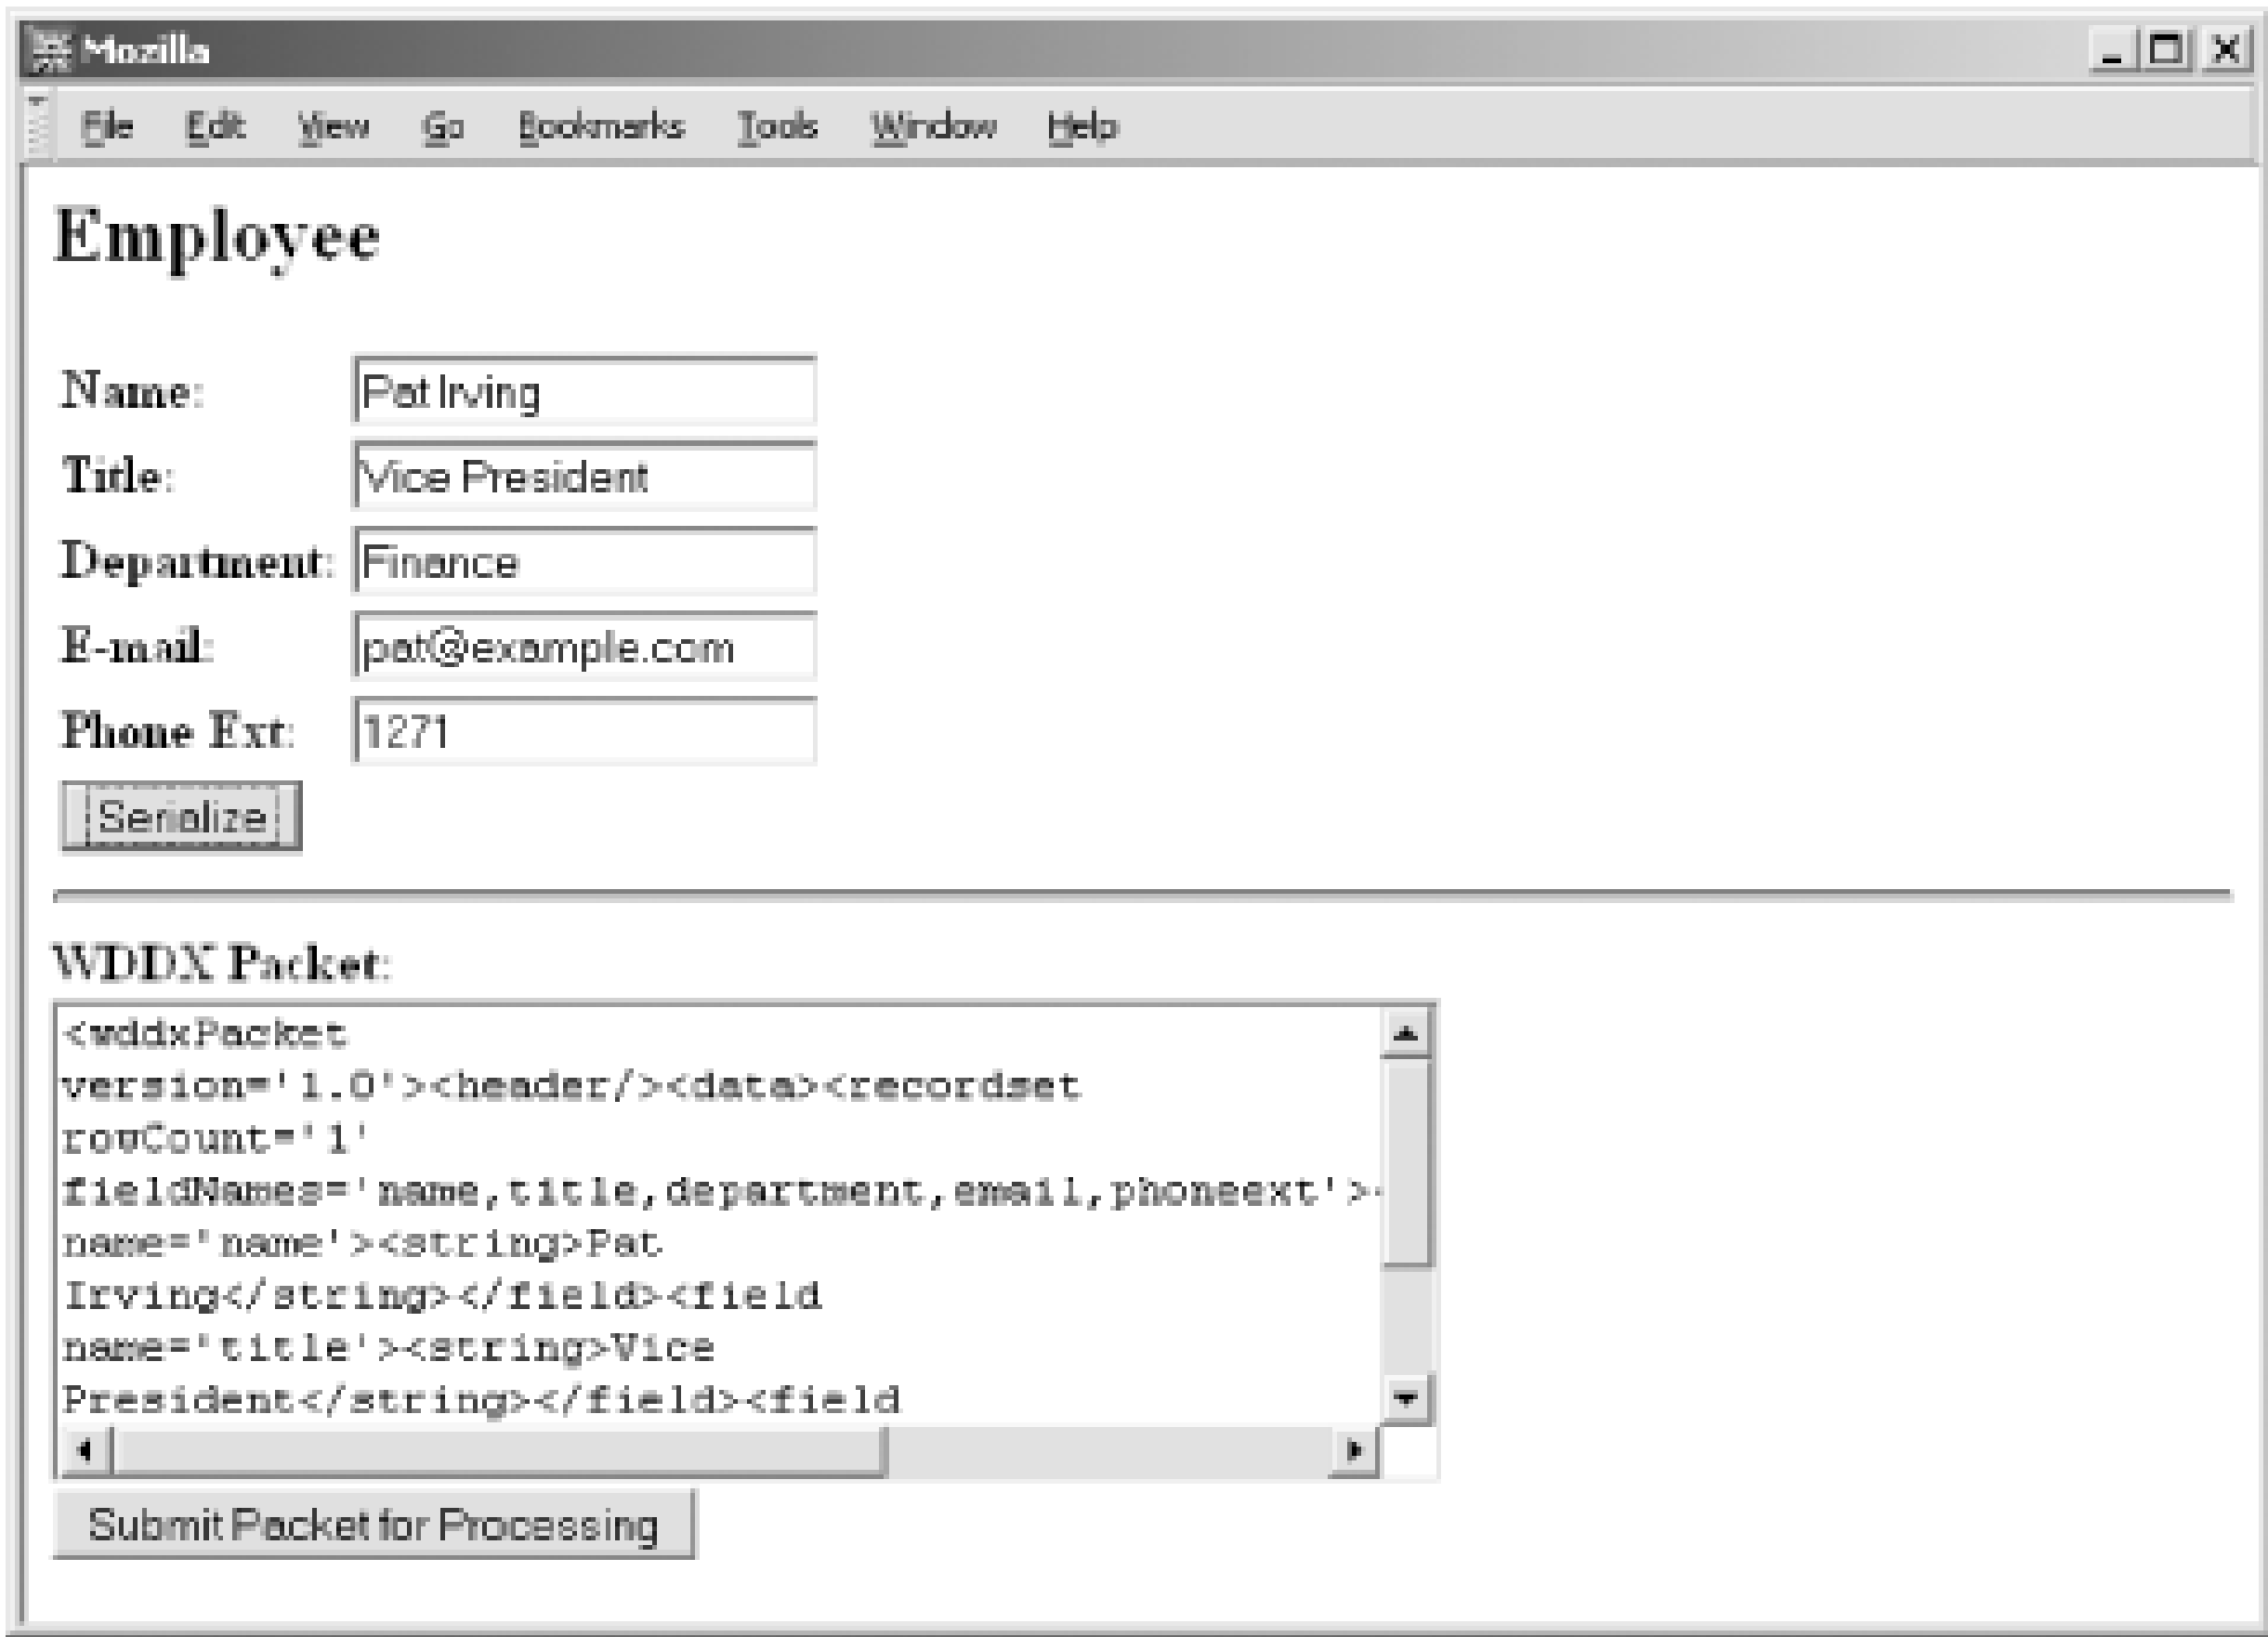 Mozilla
File Edit View Go Bookmarks Tools Window Help
Employee
Name: Pat Irving
Title: Vice President
Department: Finance
E-mail: pat@example.com
Phone Ext: 1271
Serialize
WDDX Packet:
<wddxPacket
version='1.0'><header/><data><recordset
rowCount='1'
fieldNames='name,title,department,email,phoneext'>
name='name'><string>Pat
Irving</string></field><field
name='title'><string>Vice
President</string></field><field
Submit Packet for Processing